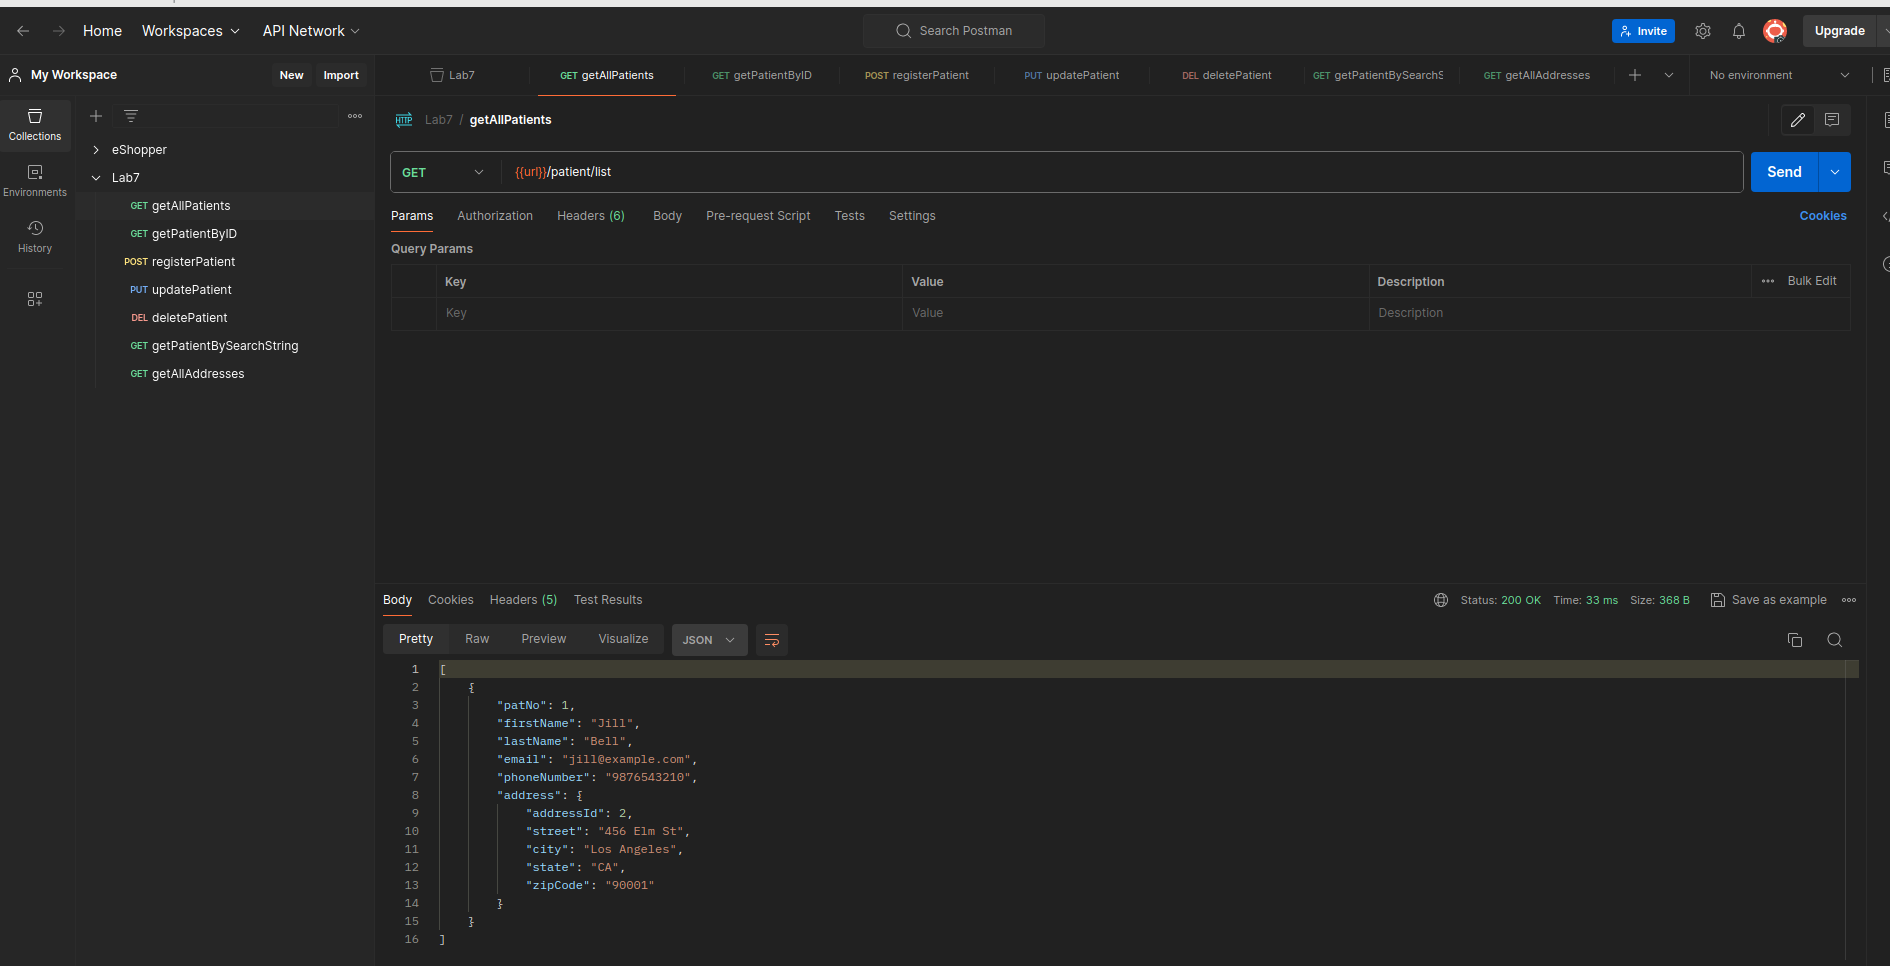 Home Workspaces API Network Search Postman Invite Upgrade
My Workspace New Import
Lab7 GET getAllPatients GET getPatientByID POST registerPatient PUT updatePatient DEL deletePatient GET getPatientBySearchS GET getAllAddresses No environment
Collections
Environments
History
eShopper
Lab7
GET getAllPatients
GET getPatientByID
POST registerPatient
PUT updatePatient
DEL deletePatient
GET getPatientBySearchString
GET getAllAddresses
HTTP Lab7 / getAllPatients
GET {{url}}/patient/list Send
Params Authorization Headers (6) Body Pre-request Script Tests Settings Cookies
Query Params
Key Value Description Bulk Edit
Key Value Description
Body Cookies Headers (5) Test Results Status: 200 OK Time: 33 ms Size: 368 B Save as example
Pretty Raw Preview Visualize JSON
1 [
2 {
3 "patNo": 1,
4 "firstName": "Jill",
5 "lastName": "Bell",
6 "email": "jill@example.com",
7 "phoneNumber": "9876543210",
8 "address": {
9 "addressId": 2,
10 "street": "456 Elm St",
11 "city": "Los Angeles",
12 "state": "CA",
13 "zipCode": "90001"
14 }
15 }
16 ]